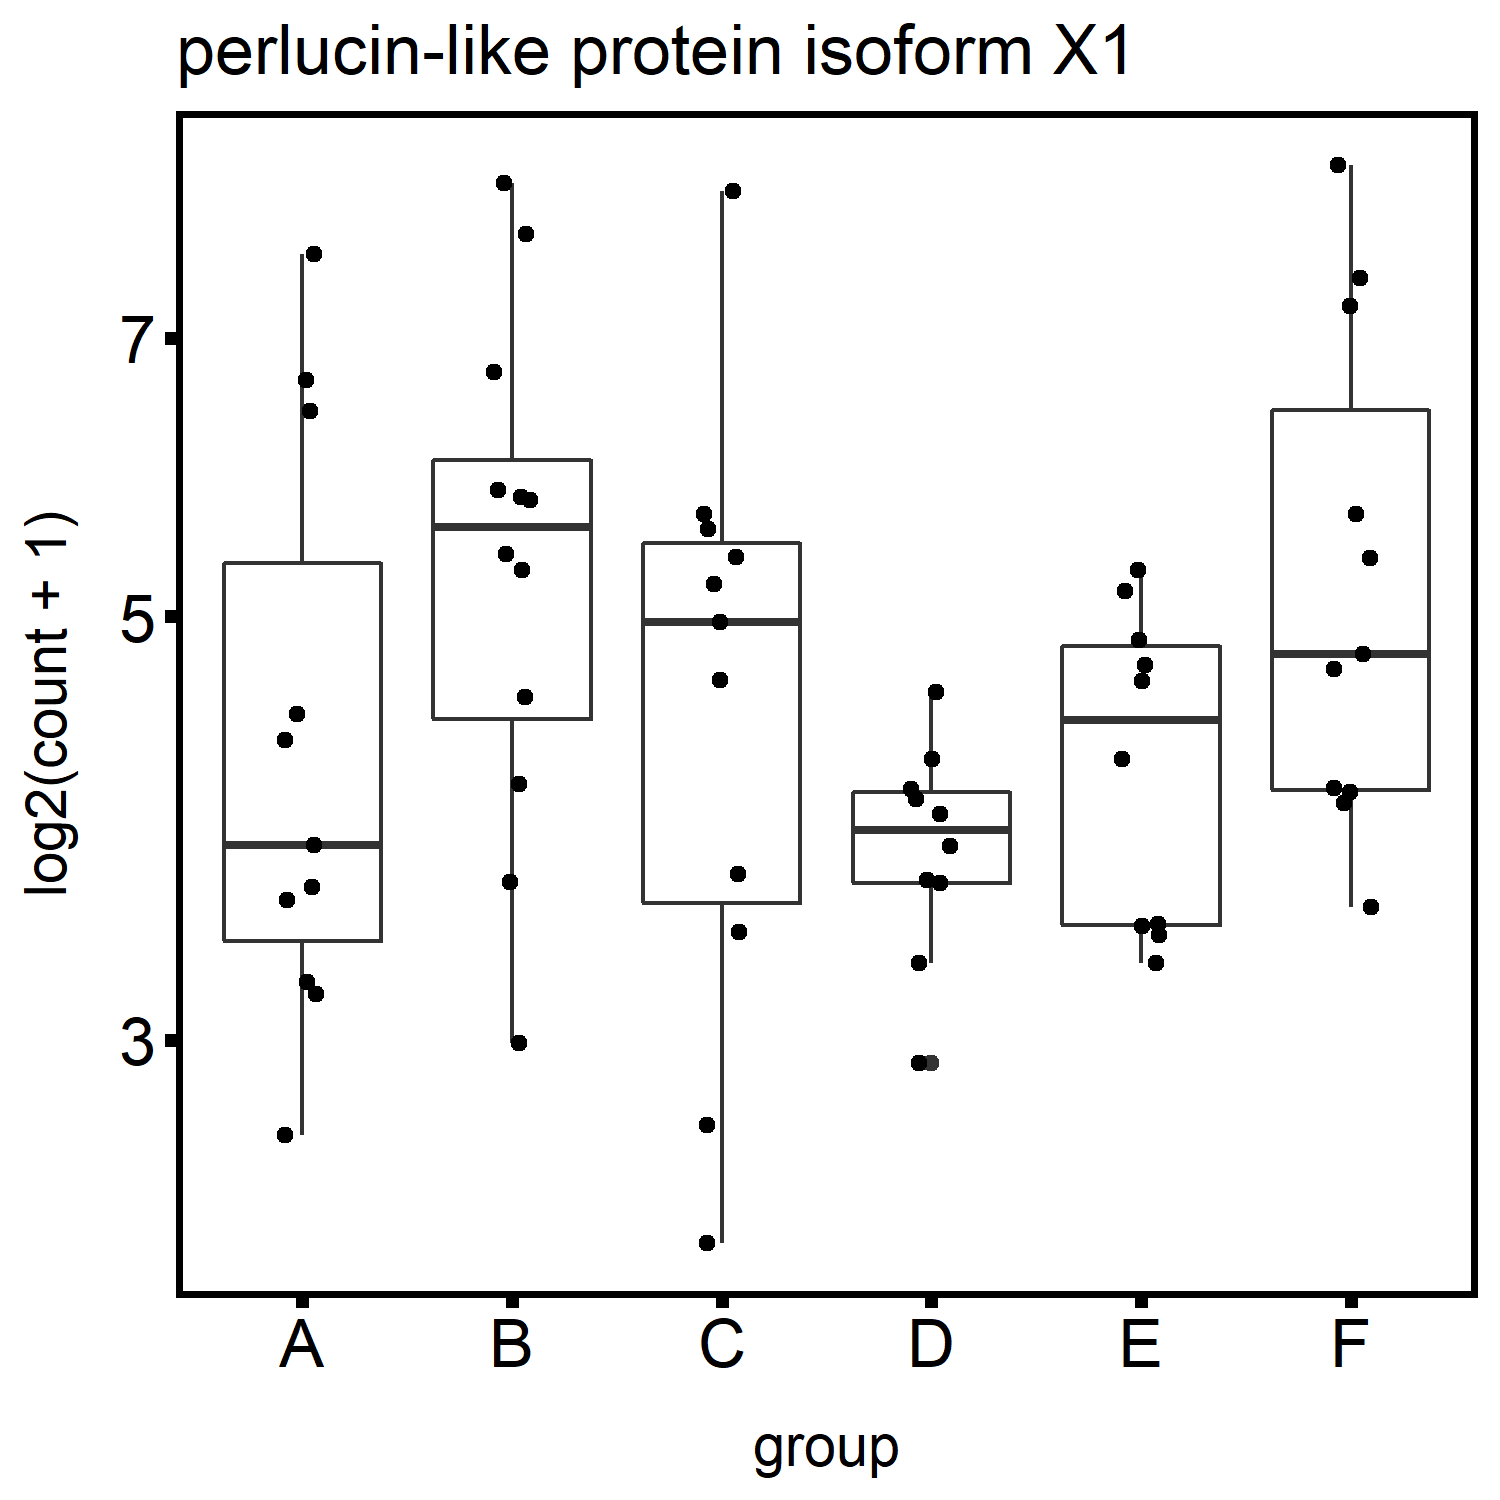 perlucin-like protein isoform X1
log2(count + 1)
7
5
3
A B C D E F
group